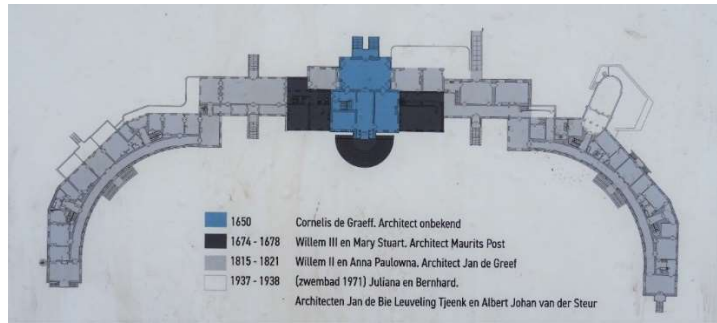 1650 Cornelis de Graeff. Architect onbekend
1674 - 1678 Willem III en Mary Stuart. Architect Maurits Post
1815 - 1821 Willem II en Anna Paulowna. Architect Jan de Greef
1937 - 1938 (zwembad 1971) Juliana en Bernhard.
Architecten Jan de Bie Leuveling Tjeenk en Albert Johan van der Steur